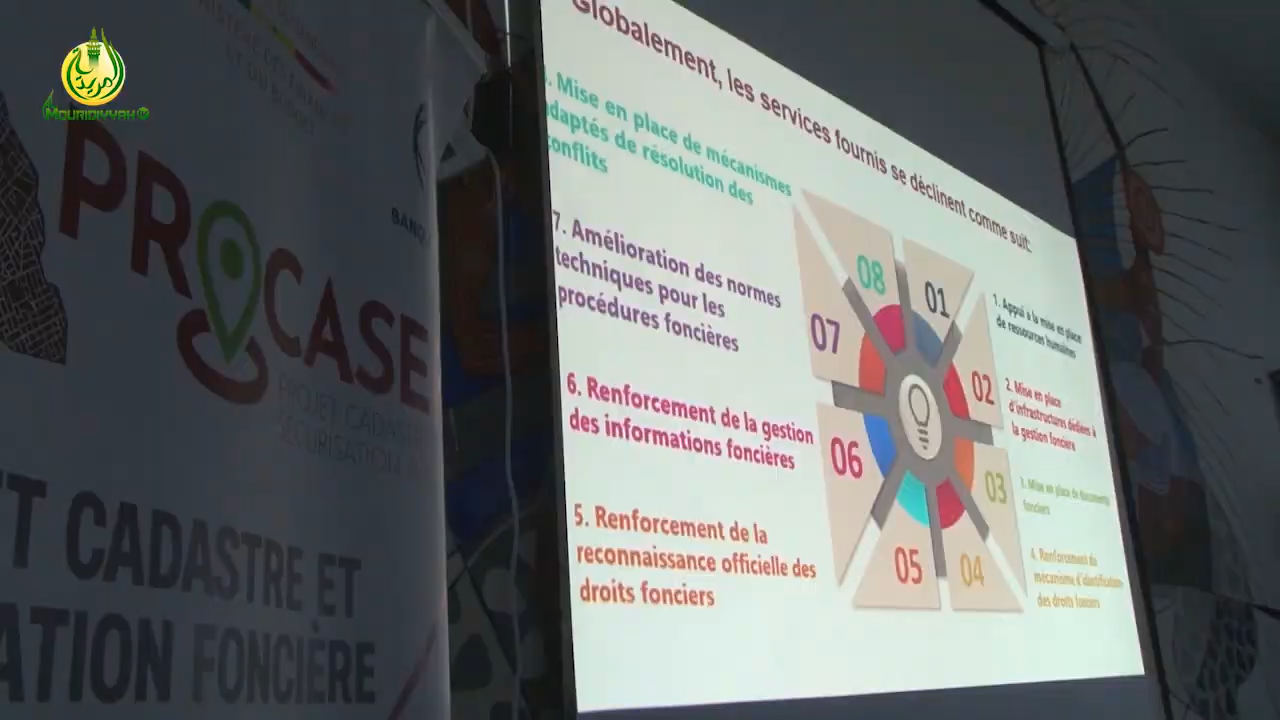 المريدية
MOURIDIYYAH TV
PROCASE
PROJET CADAST
SÉCURISATION
T CADASTRE ET
ATION FONCIÈRE
Globalement, les services fournis se déclinent comme suit:
. Mise en place de mécanismes
adaptés de résolution des
conflits
7. Amélioration des normes
techniques pour les
procédures foncières
6. Renforcement de la gestion
des informations foncières
5. Renforcement de la
reconnaissance officielle des
droits fonciers
08
01
07
02
06
03
05
04
1. Appui à la mise en place
de ressources humaines
2. Mise en place
d'infrastructures dédiées à
la gestion foncière
3. Mise en place de documents
fonciers
4. Renforcement du
mécanisme d'identification
des droits fonciers